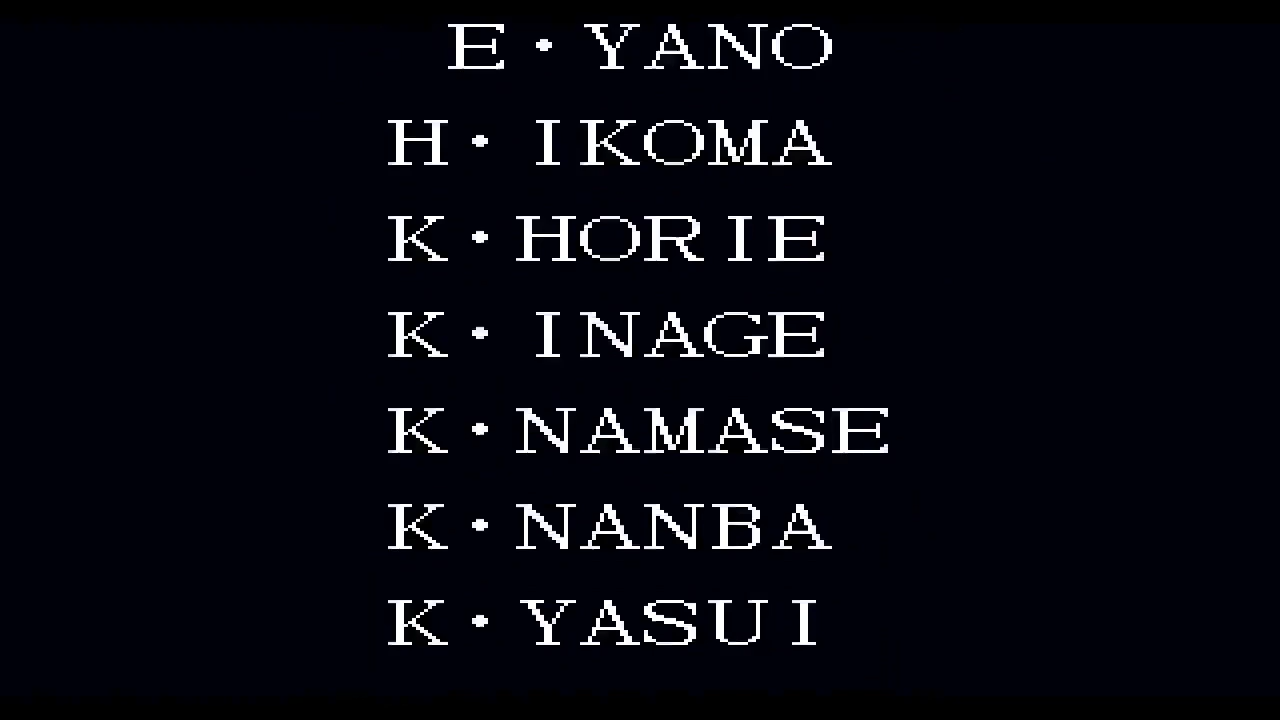 E・YANO
H・IKOMA
K・HORIE
K・INAGE
K・NAMASE
K・NANBA
K・YASUI